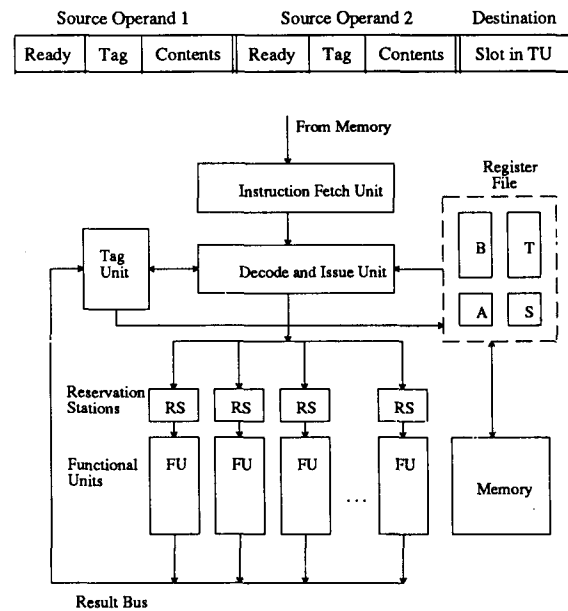 Source Operand 1 Source Operand 2 Destination
Ready Tag Contents Ready Tag Contents Slot in TU
From Memory
Instruction Fetch Unit
Register
File
Tag
Unit
Decode and Issue Unit
B T
A S
Reservation
Stations
RS RS RS RS
Functional
Units
FU FU FU FU
...
Memory
Result Bus